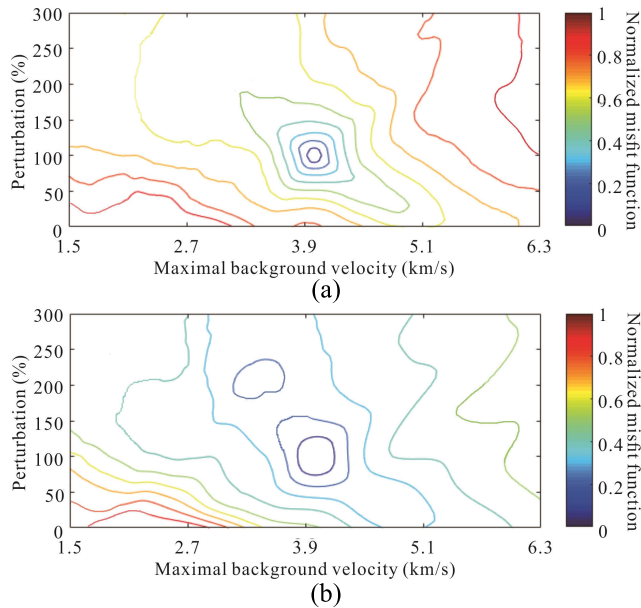 300
250
200
150
100
50
0
Perturbation (%)
1.5 2.7 3.9 5.1 6.3
Maximal background velocity (km/s)
1
0.8
0.6
0.4
0.2
0
Normalized misfit function
(a)
300
250
200
150
100
50
0
Perturbation (%)
1.5 2.7 3.9 5.1 6.3
Maximal background velocity (km/s)
1
0.8
0.6
0.4
0.2
0
Normalized misfit function
(b)